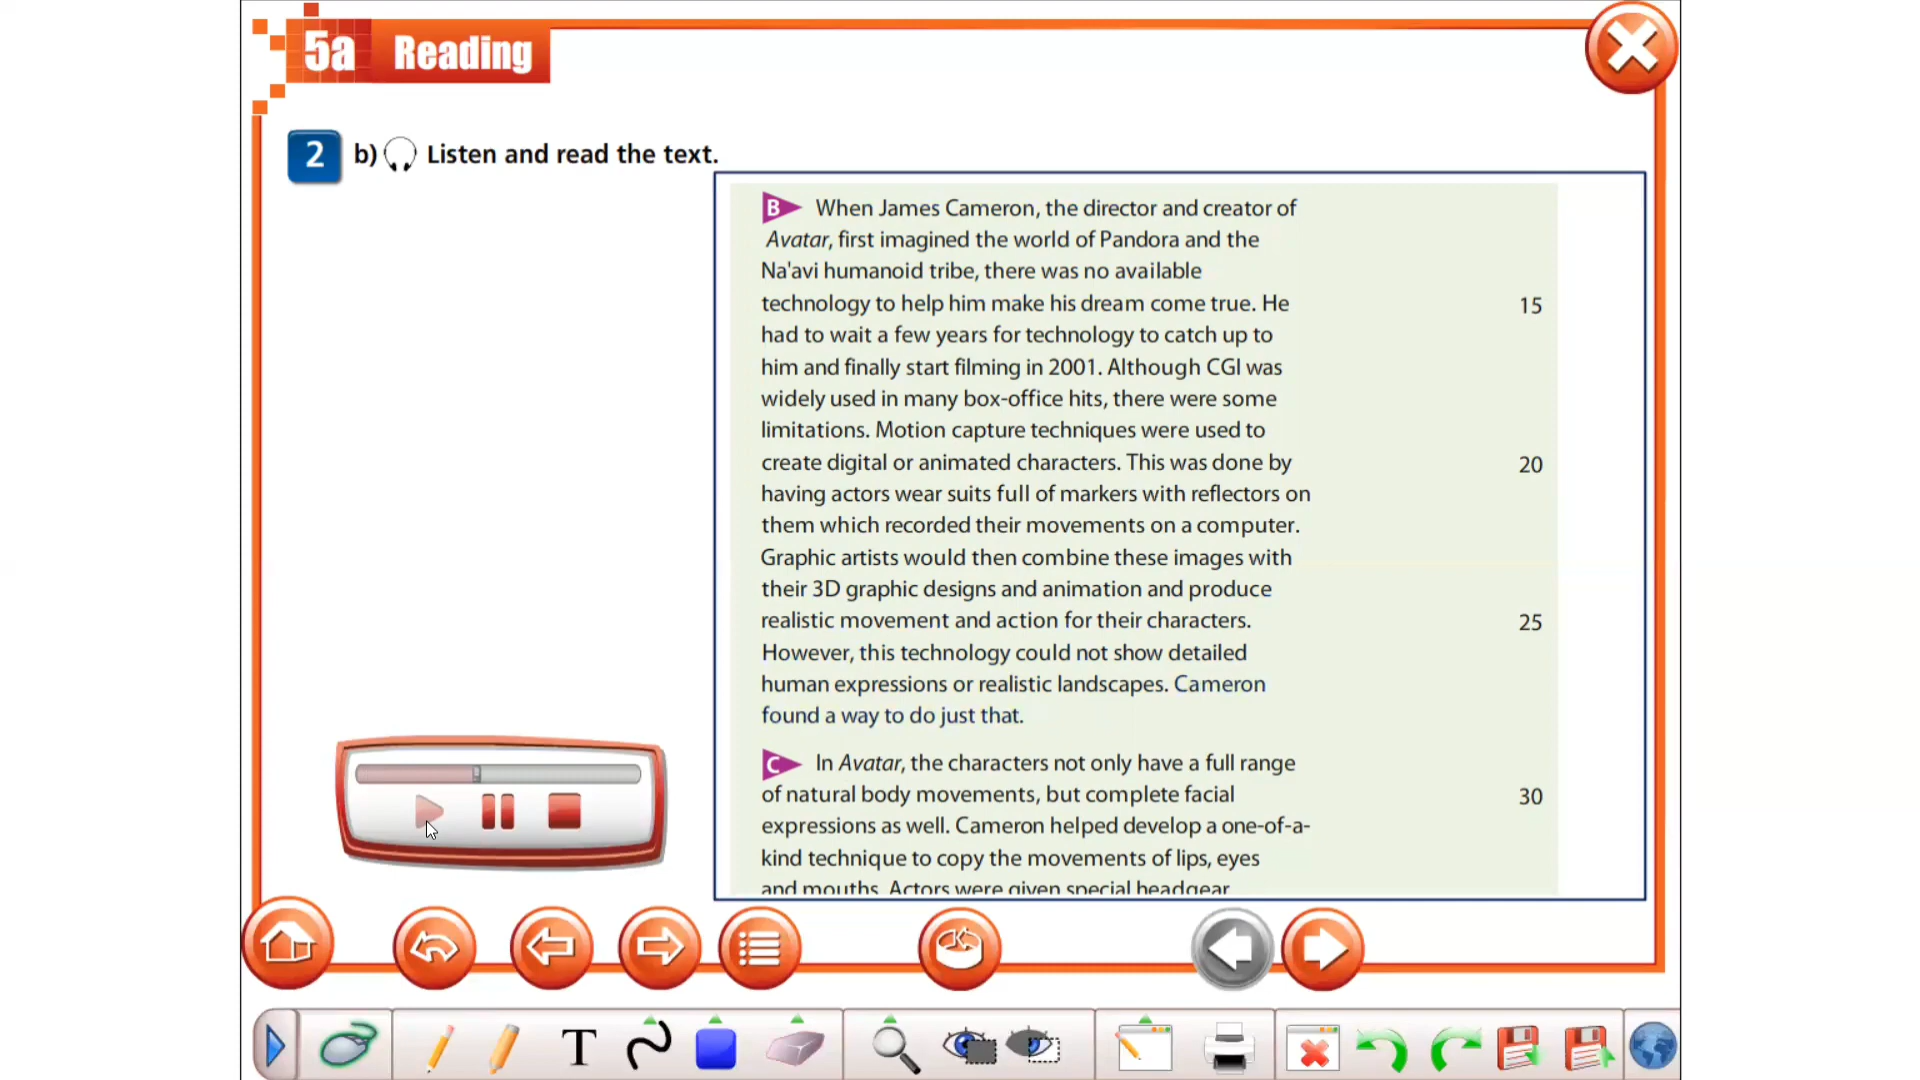 5a Reading
2 b) Listen and read the text.
B When James Cameron, the director and creator of
Avatar, first imagined the world of Pandora and the
Na'avi humanoid tribe, there was no available
technology to help him make his dream come true. He 15
had to wait a few years for technology to catch up to
him and finally start filming in 2001. Although CGI was
widely used in many box-office hits, there were some
limitations. Motion capture techniques were used to
create digital or animated characters. This was done by 20
having actors wear suits full of markers with reflectors on
them which recorded their movements on a computer.
Graphic artists would then combine these images with
their 3D graphic designs and animation and produce
realistic movement and action for their characters. 25
However, this technology could not show detailed
human expressions or realistic landscapes. Cameron
found a way to do just that.
C In Avatar, the characters not only have a full range
of natural body movements, but complete facial 30
expressions as well. Cameron helped develop a one-of-a-
kind technique to copy the movements of lips, eyes
and mouths. Actors were given special headgear
T